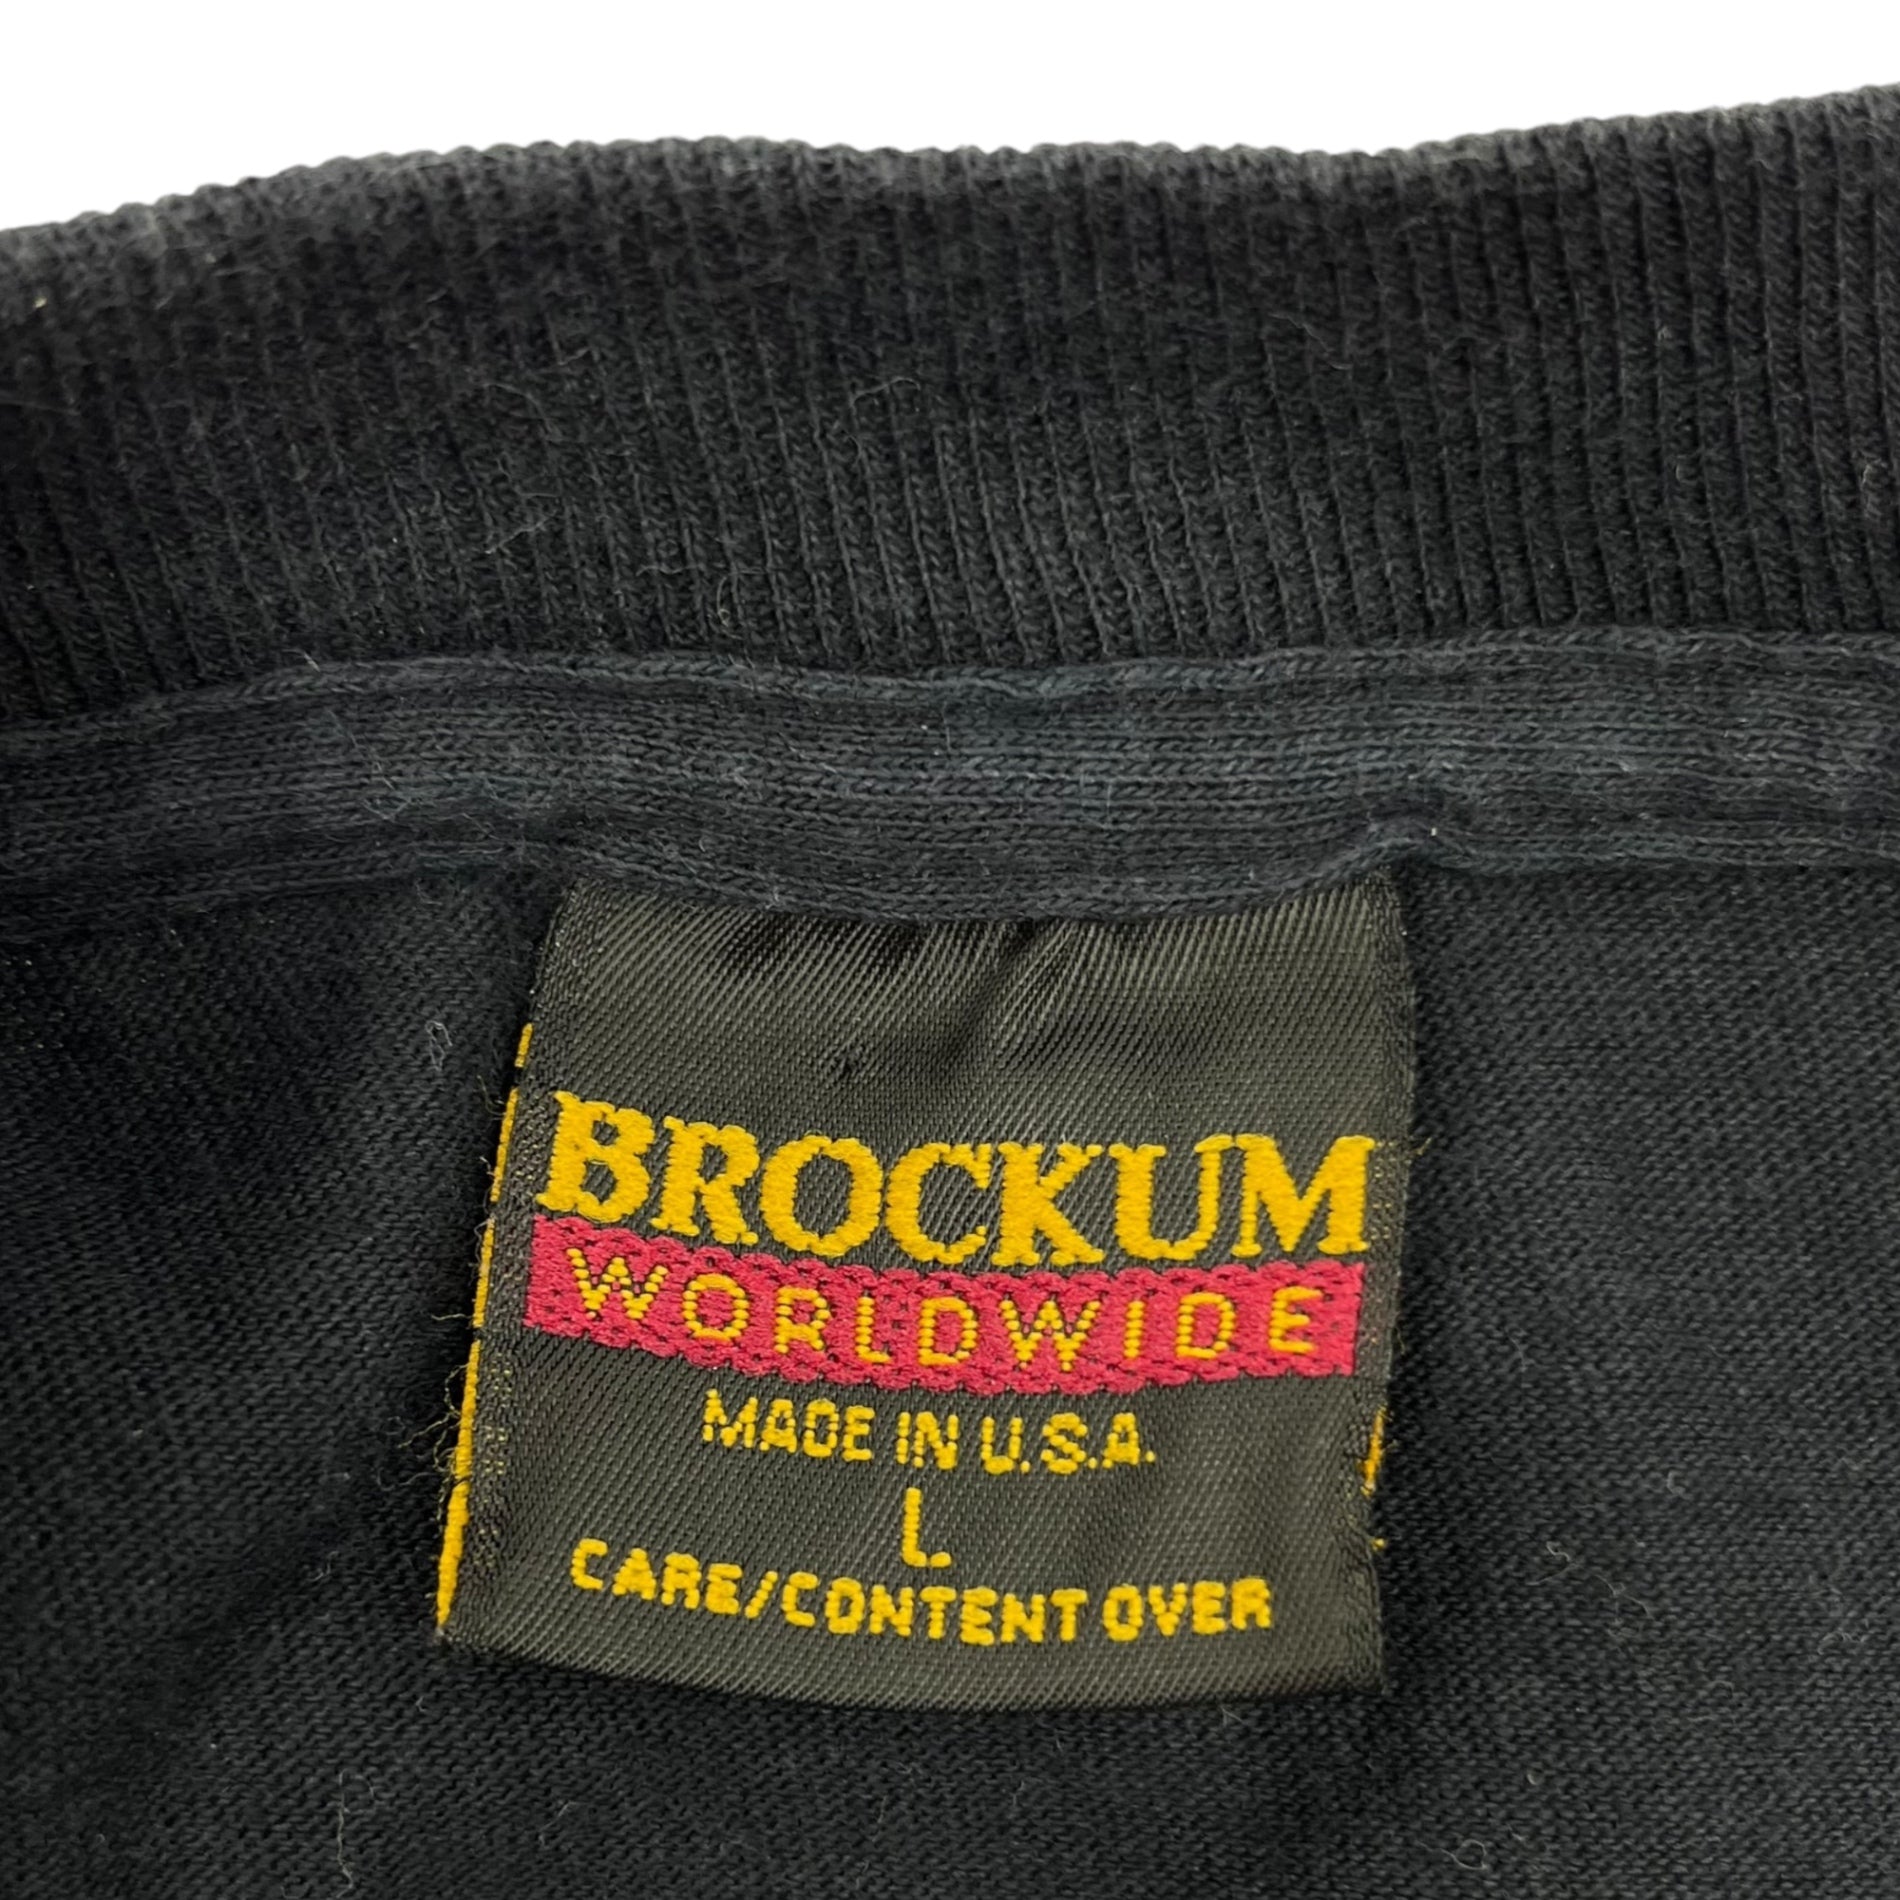 BROCKUM
WORLDWIDE
MADE IN U.S.A.
L
CARE/CONTENT OVER